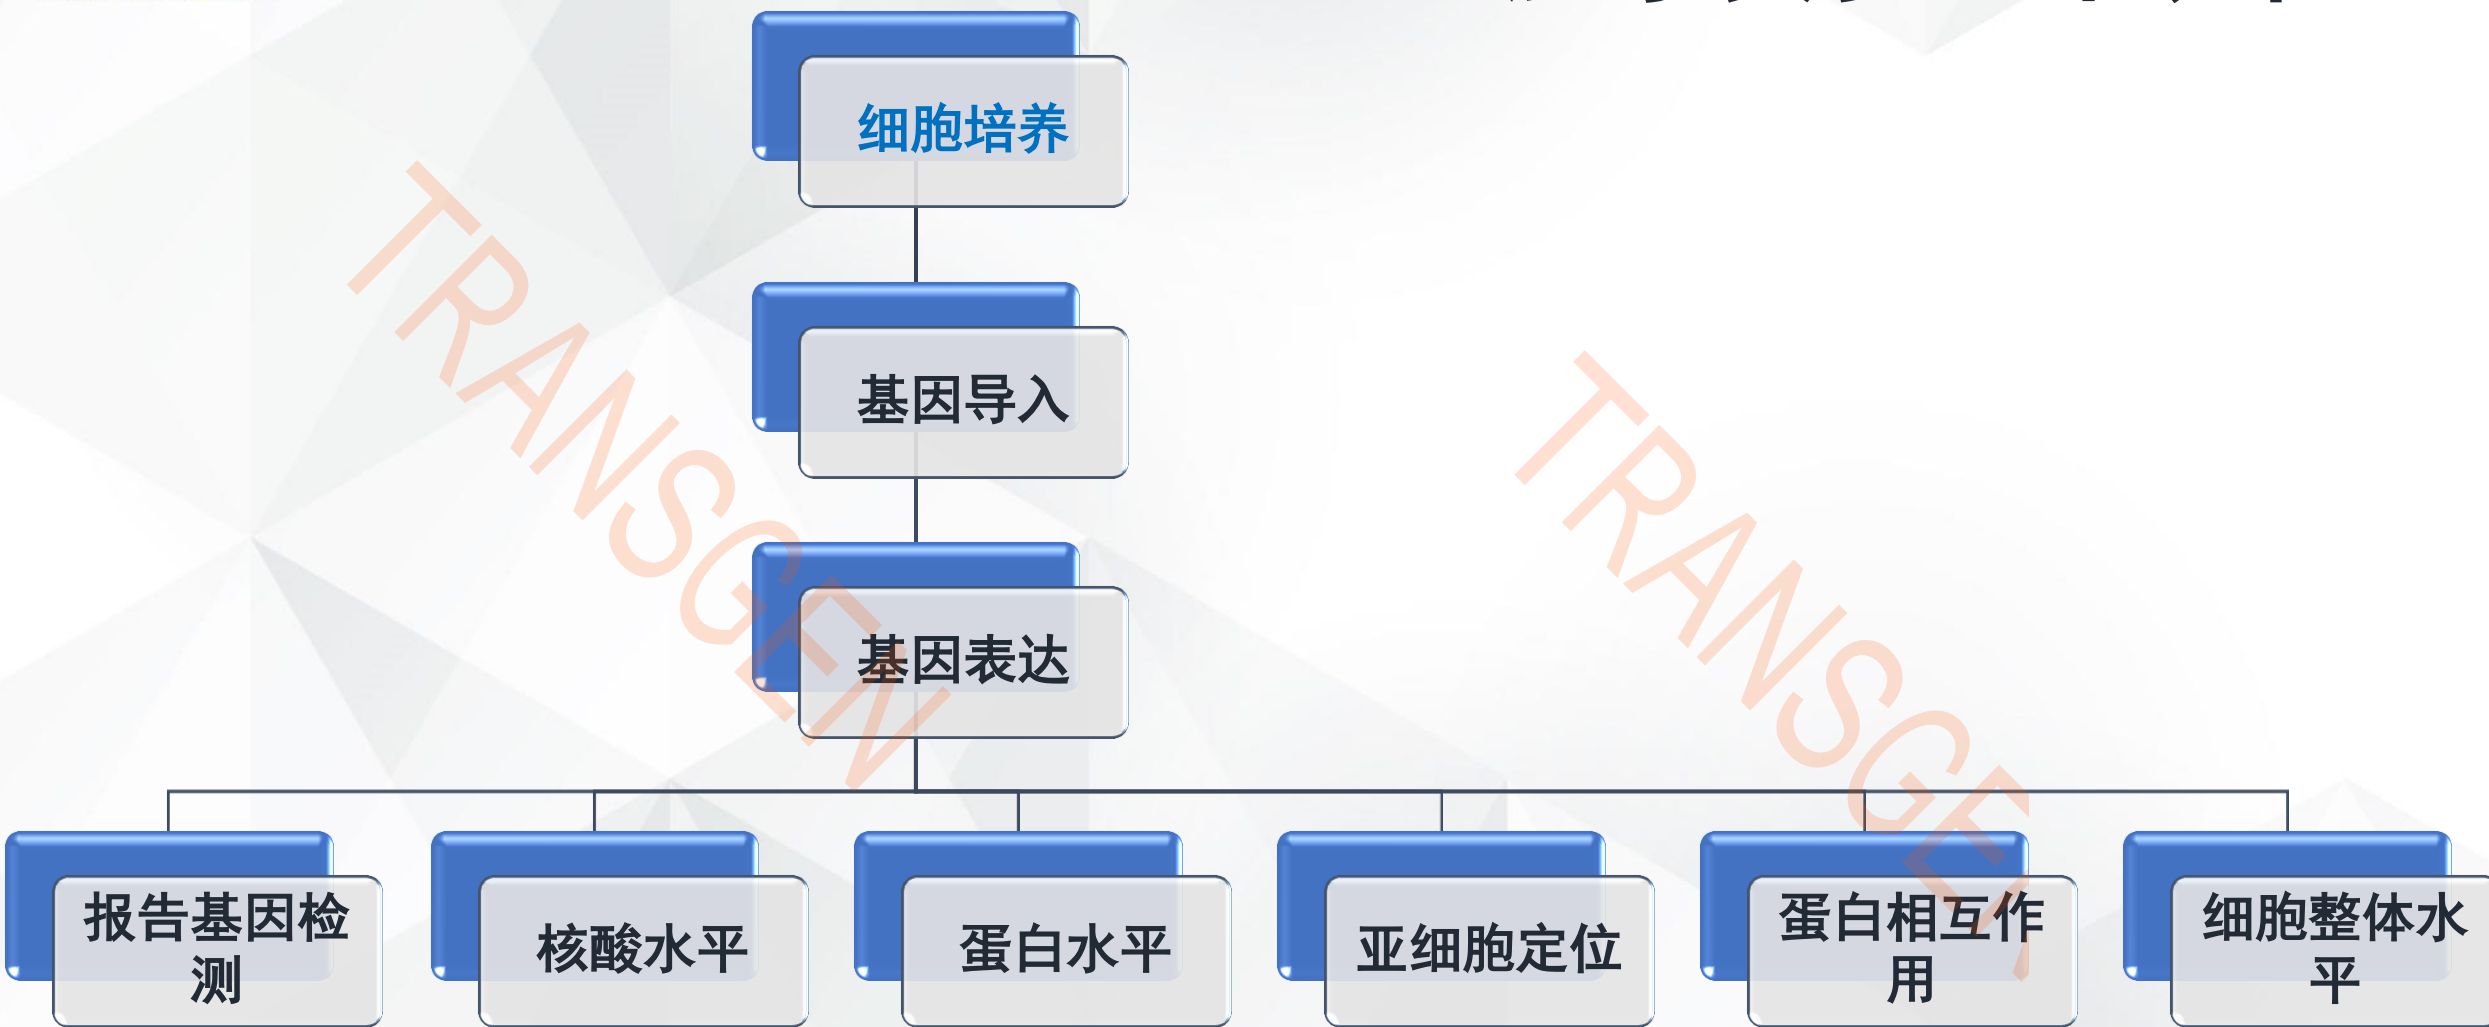 细胞培养
基因导入
基因表达
报告基因检
测
核酸水平
蛋白水平
亚细胞定位
蛋白相互作
用
细胞整体水
平
TRANSGEN
TRANSGEN